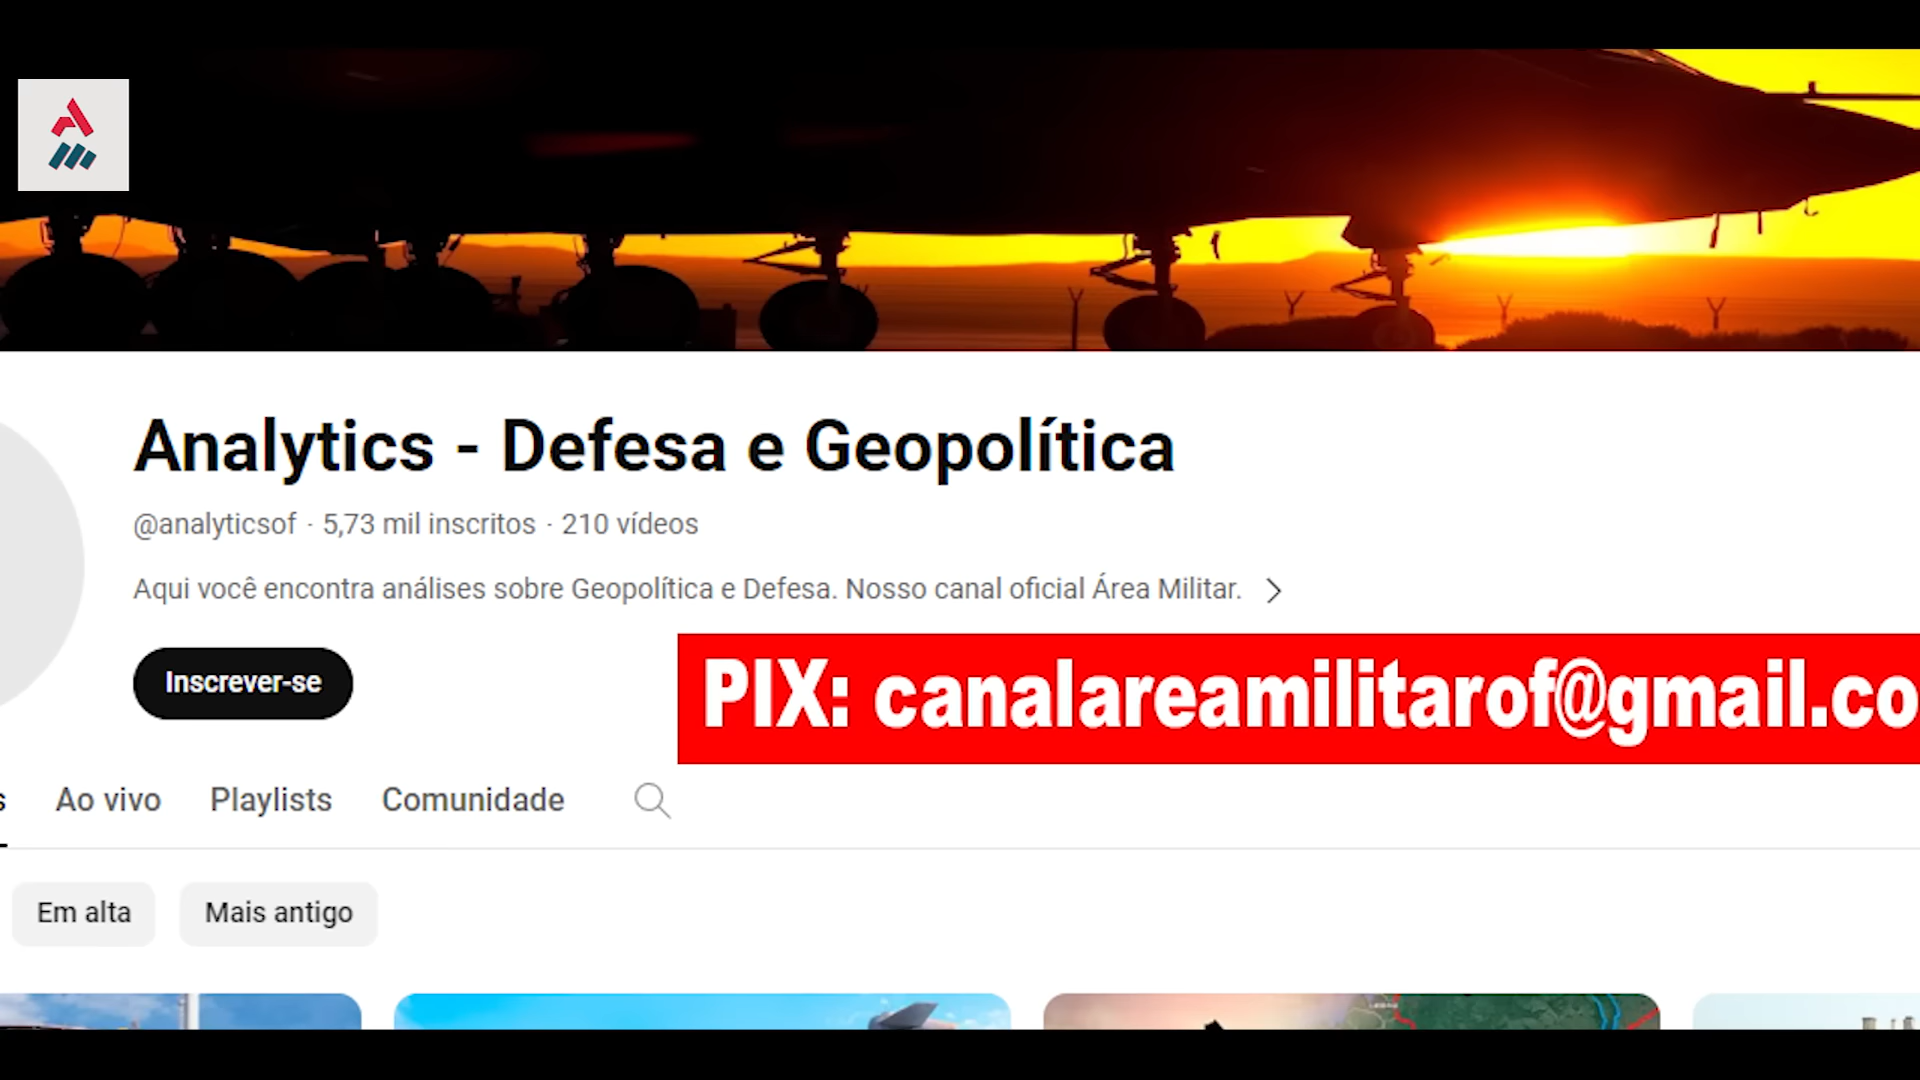 Analytics - Defesa e Geopolítica
@analyticsof · 5,73 mil inscritos · 210 vídeos
Aqui você encontra análises sobre Geopolítica e Defesa. Nosso canal oficial Área Militar.
Inscrever-se
PIX: canalareamilitarof@gmail.co
s Ao vivo Playlists Comunidade
Em alta Mais antigo